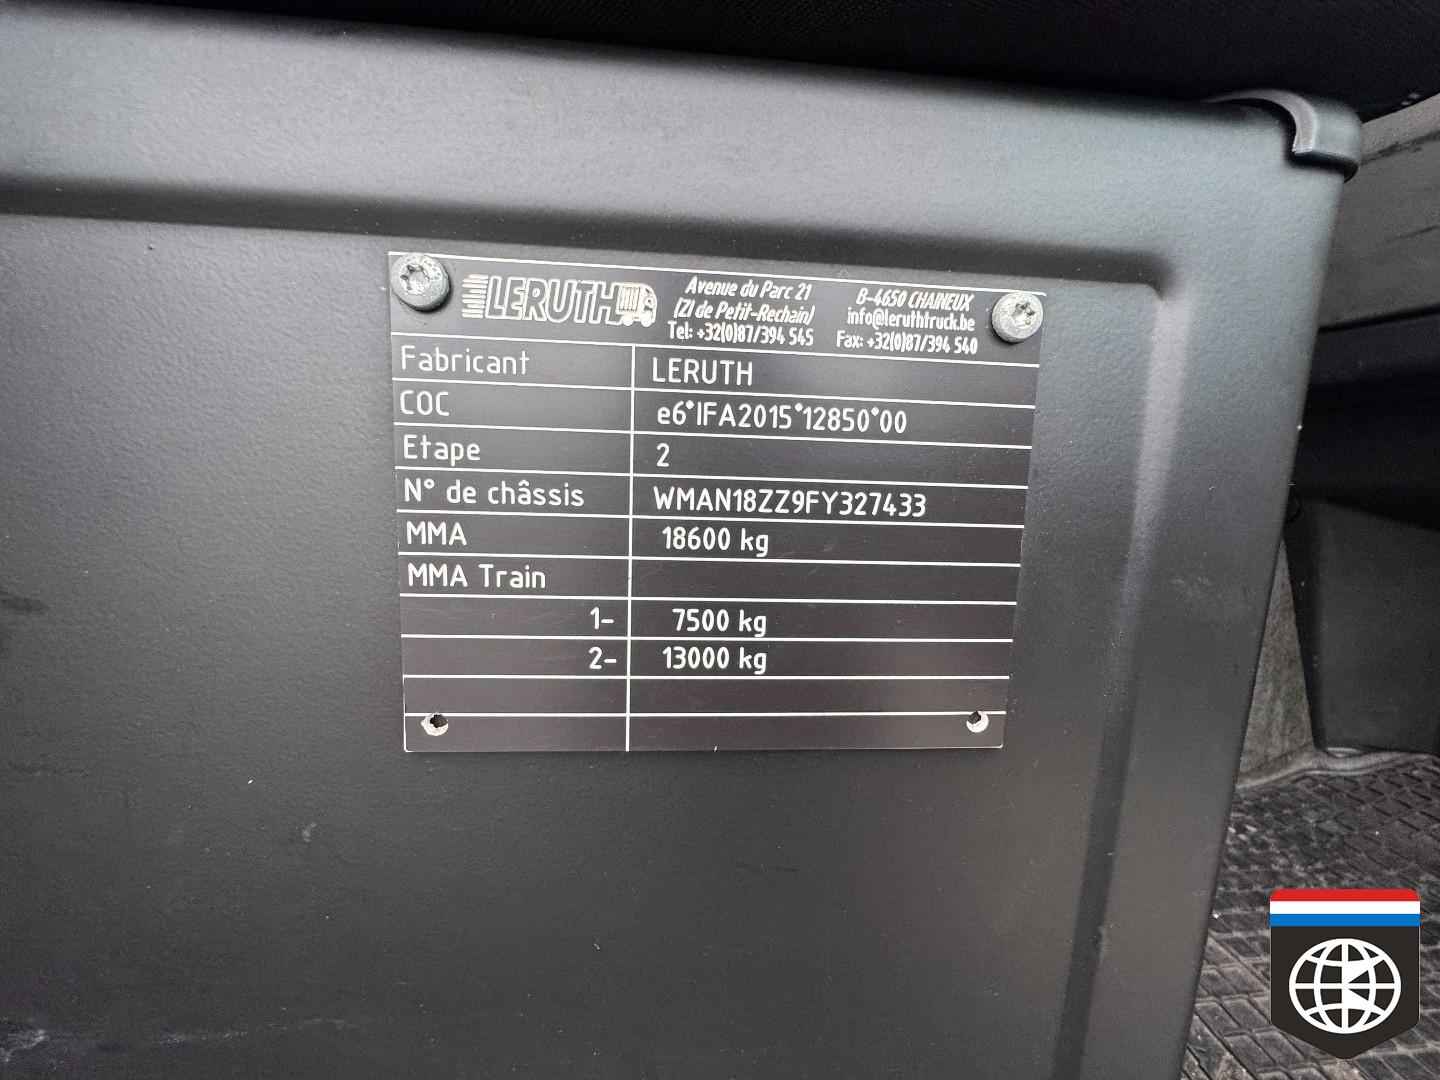 LERUTH
Avenue du Parc 21
(ZI de Petit-Rechain)
Tel: +32(0)87/394 545
B-4650 CHAINEUX
info@leruthtruck.be
Fax: +32(0)87/394 540
Fabricant LERUTH
COC e6*IFA2015*12850*00
Etape 2
N° de châssis WMAN18ZZ9FY327433
MMA 18600 kg
MMA Train
1- 7500 kg
2- 13000 kg